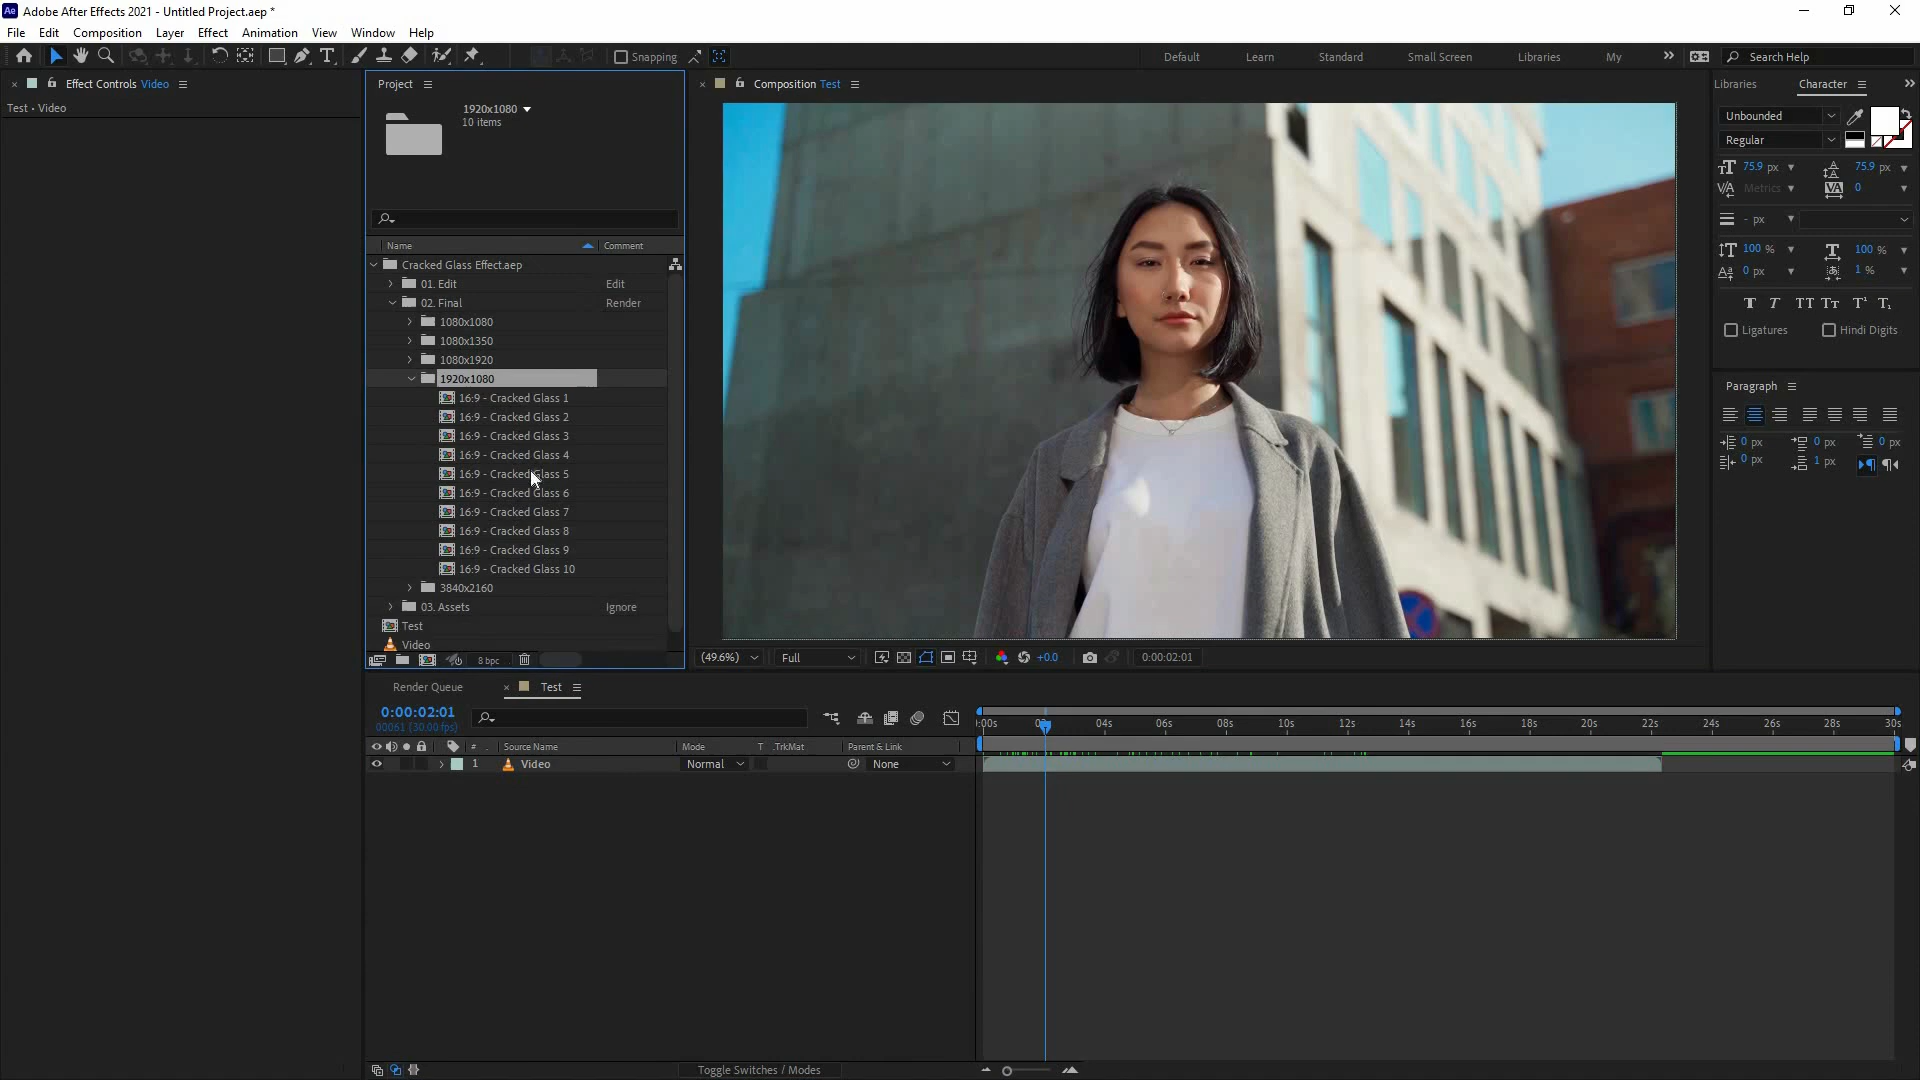 Ae Adobe After Effects 2021 - Untitled Project.aep *
File Edit Composition Layer Effect Animation View Window Help
Snapping Default Learn Standard Small Screen Libraries My Search Help
Effect Controls Video
Test • Video
Project
1920x1080
10 items
Name Comment
Cracked Glass Effect.aep
01. Edit Edit
02. Final Render
1080x1080
1080x1350
1080x1920
1920x1080
16:9 - Cracked Glass 1
16:9 - Cracked Glass 2
16:9 - Cracked Glass 3
16:9 - Cracked Glass 4
16:9 - Cracked Glass 5
16:9 - Cracked Glass 6
16:9 - Cracked Glass 7
16:9 - Cracked Glass 8
16:9 - Cracked Glass 9
16:9 - Cracked Glass 10
3840x2160
03. Assets Ignore
Test
Video
8 bpc
Composition Test
(49.6%) Full +0.0 0:00:02:01
Libraries Character
Unbounded
Regular
75.9 px 75.9 px
Metrics 0
- px
100 % 100 %
0 px 1 %
T T TT Tr T¹ T₁
Ligatures Hindi Digits
Paragraph
0 px 0 px 0 px
0 px 1 px
Render Queue Test
0:00:02:01
00061 (30.00 fps)
:00s 04s 06s 08s 10s 12s 14s 16s 18s 20s 22s 24s 26s 28s 30s
# Source Name Mode T .TrkMat Parent & Link
1 Video Normal None
Toggle Switches / Modes